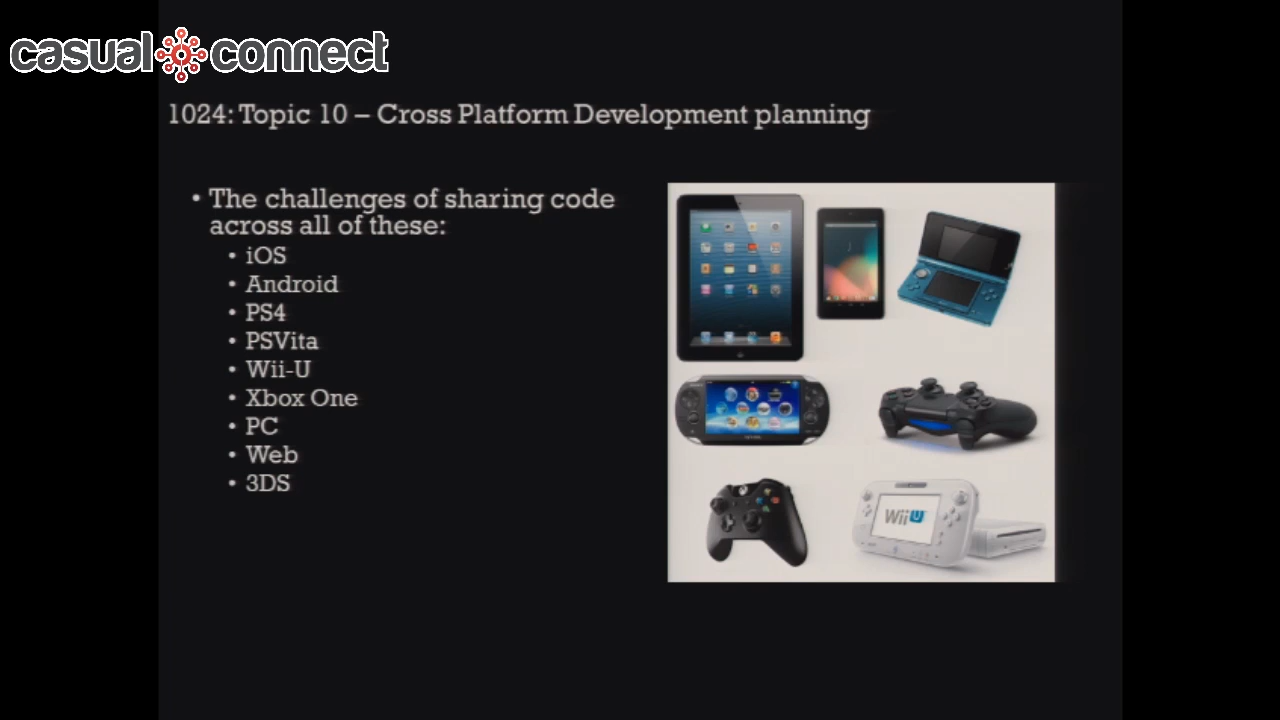 casual connect
1024: Topic 10 – Cross Platform Development planning
• The challenges of sharing code
across all of these:
• iOS
• Android
• PS4
• PSVita
• Wii-U
• Xbox One
• PC
• Web
• 3DS
Wii U